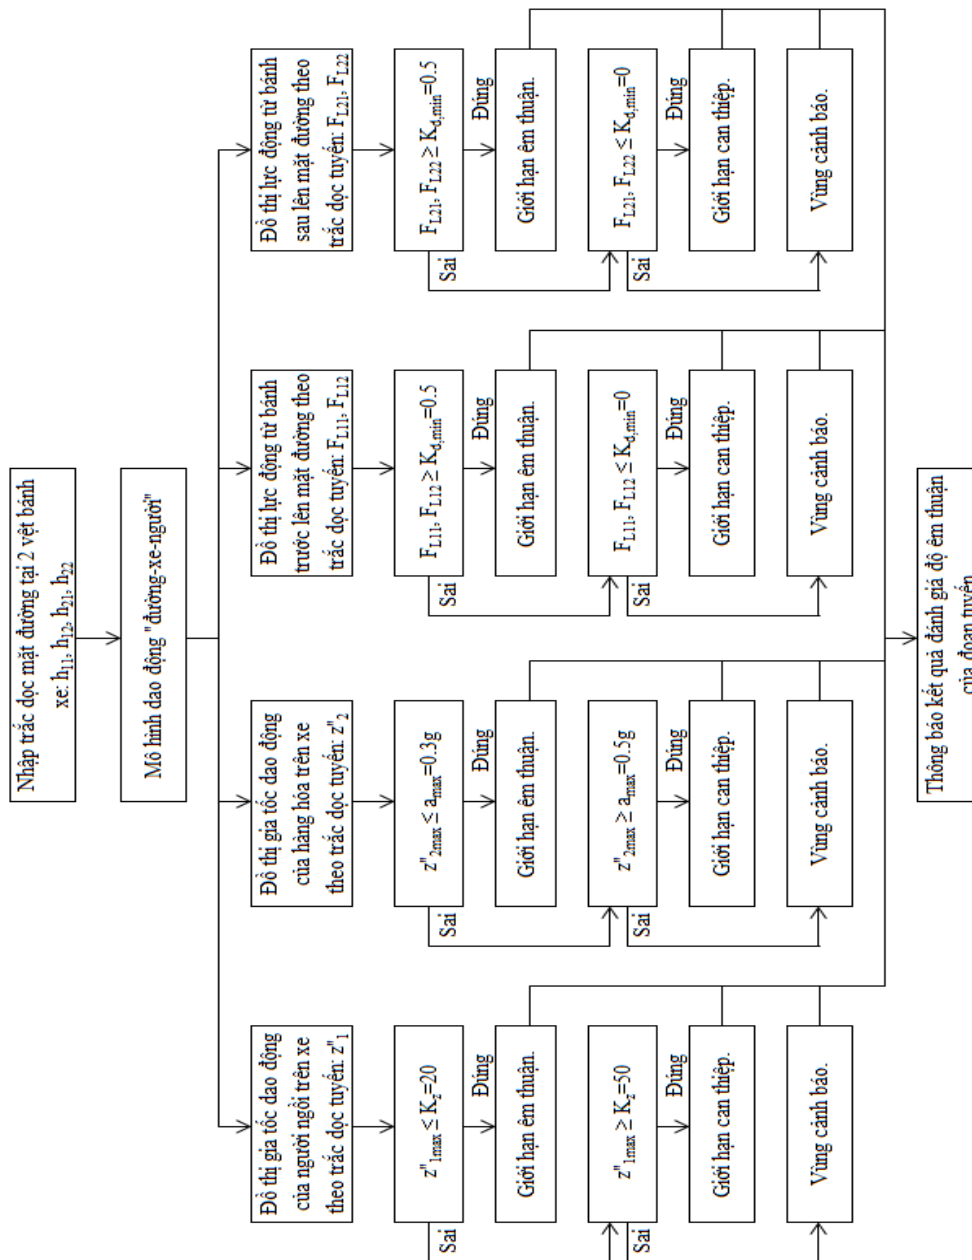 Nhập trắc dọc mặt đường tại 2 vệt bánh
xe: h11, h12, h21, h22
Mô hình dao động "đường-xe-người"
Đồ thị gia tốc dao động
của người ngồi trên xe
theo trắc dọc tuyến: z"1
z"1max ≤ Kz=20
Đúng
Sai
Giới hạn êm thuận.
z"1max ≥ Kz=50
Đúng
Sai
Giới hạn can thiệp.
Vùng cảnh báo.
Đồ thị gia tốc dao động
của hàng hóa trên xe
theo trắc dọc tuyến: z"2
z"2max ≤ amax=0.3g
Đúng
Sai
Giới hạn êm thuận.
z"2max ≥ amax=0.5g
Đúng
Sai
Giới hạn can thiệp.
Vùng cảnh báo.
Đồ thị lực động từ bánh
trước lên mặt đường theo
trắc dọc tuyến: FL11, FL12
FL11, FL12 ≥ Kd,min=0.5
Đúng
Sai
Giới hạn êm thuận.
FL11, FL12 ≤ Kd,min=0
Đúng
Sai
Giới hạn can thiệp.
Vùng cảnh báo.
Đồ thị lực động từ bánh
sau lên mặt đường theo
trắc dọc tuyến: FL21, FL22
FL21, FL22 ≥ Kd,min=0.5
Đúng
Sai
Giới hạn êm thuận.
FL21, FL22 ≤ Kd,min=0
Đúng
Sai
Giới hạn can thiệp.
Vùng cảnh báo.
Thông báo kết quả đánh giá độ êm thuận
của đoạn tuyến